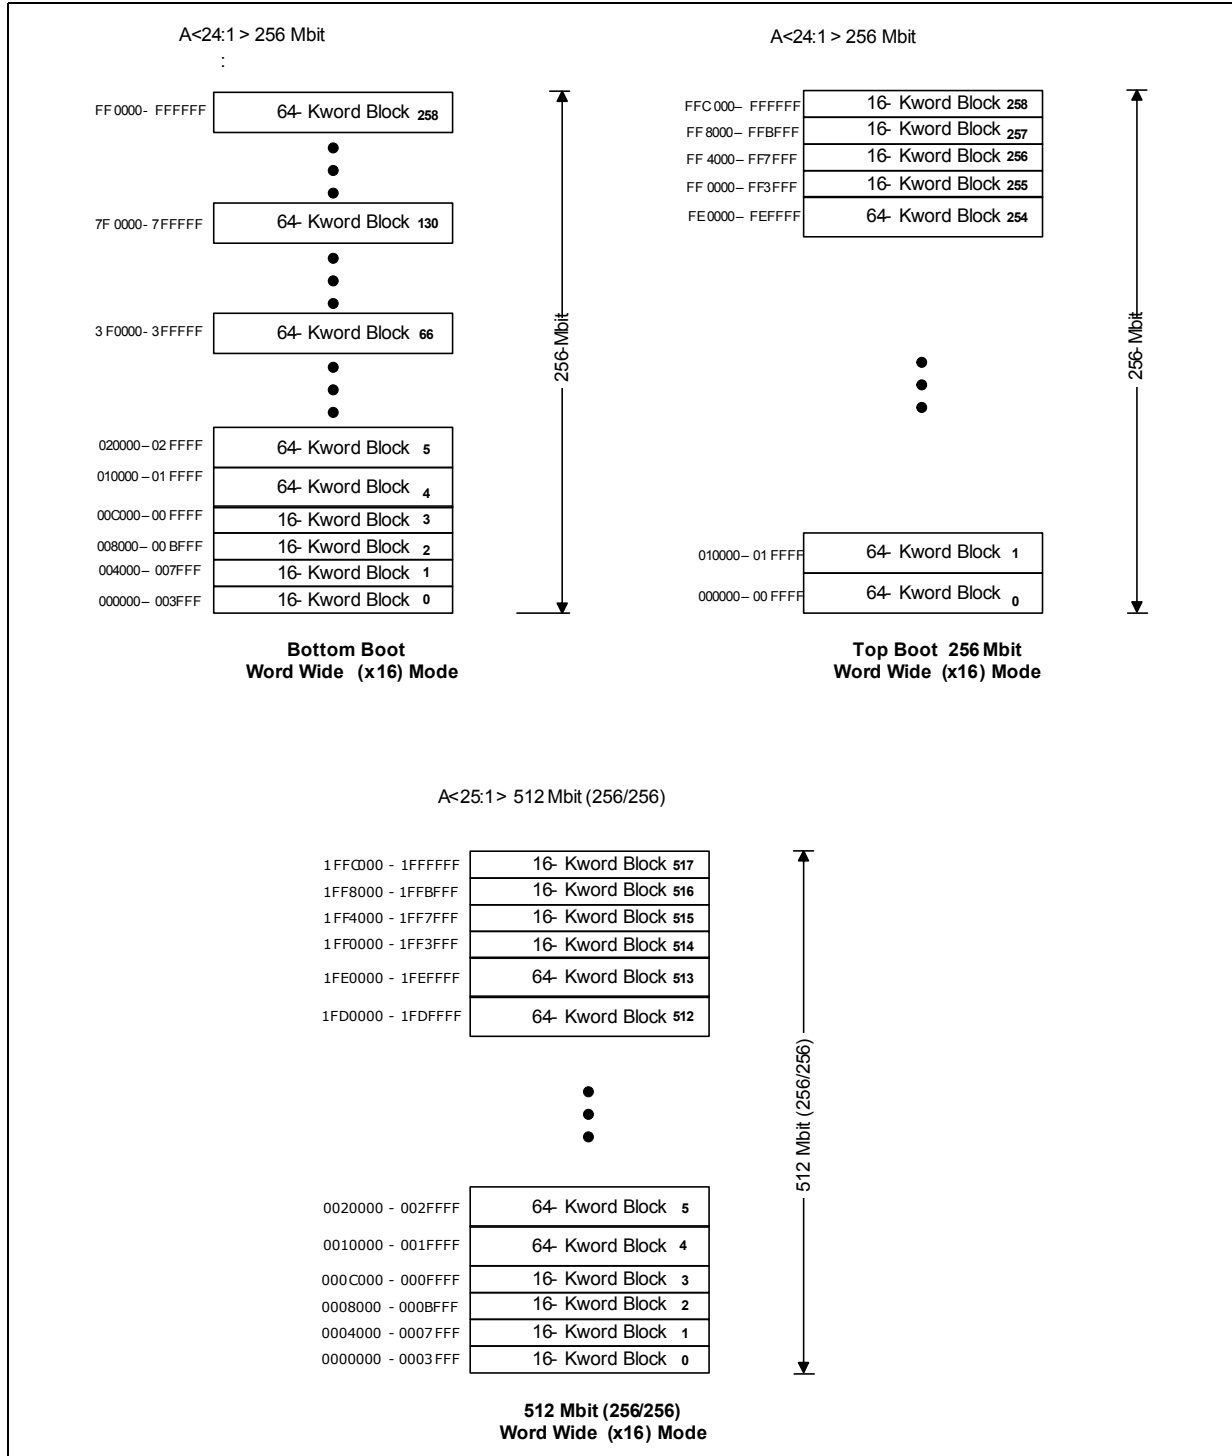 A<24:1 > 256 Mbit
:
FF 0000- FFFFFF 64- Kword Block 258
7F 0000- 7FFFFF 64- Kword Block 130
3 F0000- 3FFFFF 64- Kword Block 66
020000– 02 FFFF 64- Kword Block 5
010000 – 01 FFFF 64- Kword Block 4
00C000– 00 FFFF 16- Kword Block 3
008000– 00 BFFF 16- Kword Block 2
004000– 007FFF 16- Kword Block 1
000000– 003FFF 16- Kword Block 0
256-Mbit
Bottom Boot
Word Wide (x16) Mode
A<24:1 > 256 Mbit
FFC 000– FFFFFF 16- Kword Block 258
FF 8000– FFBFFF 16- Kword Block 257
FF 4000– FF7FFF 16- Kword Block 256
FF 0000– FF3FFF 16- Kword Block 255
FE 0000– FEFFFF 64- Kword Block 254
010000– 01 FFFF 64- Kword Block 1
000000– 00 FFFF 64- Kword Block 0
256-Mbit
Top Boot 256 Mbit
Word Wide (x16) Mode
A<25:1 > 512 Mbit (256/256)
1FFC000 - 1FFFFFF 16- Kword Block 517
1FF8000 - 1FFBFFF 16- Kword Block 516
1FF4000 - 1FF7FFF 16- Kword Block 515
1FF0000 - 1FF3FFF 16- Kword Block 514
1FE0000 - 1FEFFFF 64- Kword Block 513
1FD0000 - 1FDFFFF 64- Kword Block 512
0020000 - 002FFFF 64- Kword Block 5
0010000 - 001FFFF 64- Kword Block 4
000C000 - 000FFFF 16- Kword Block 3
0008000 - 000BFFF 16- Kword Block 2
0004000 - 0007FFF 16- Kword Block 1
0000000 - 0003FFF 16- Kword Block 0
512 Mbit (256/256)
512 Mbit (256/256)
Word Wide (x16) Mode